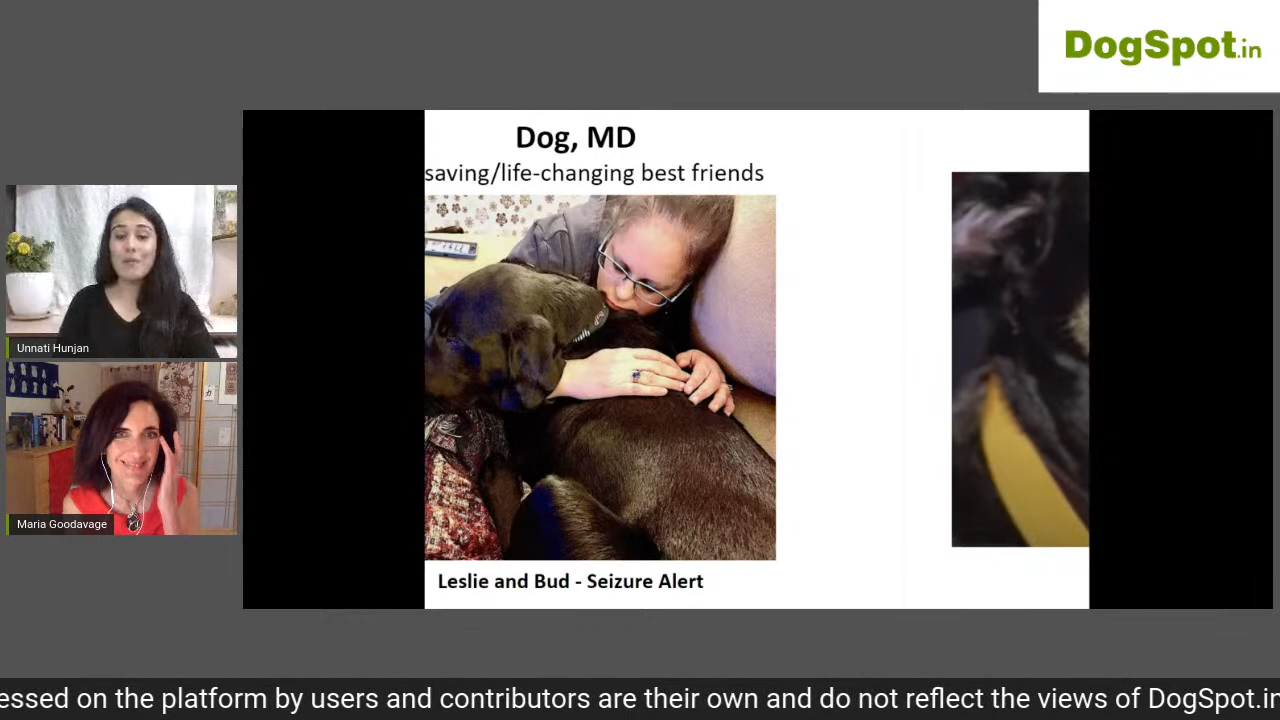 DogSpot.in
Dog, MD
saving/life-changing best friends
Unnati Hunjan
Maria Goodavage
Leslie and Bud - Seizure Alert
essed on the platform by users and contributors are their own and do not reflect the views of DogSpot.in